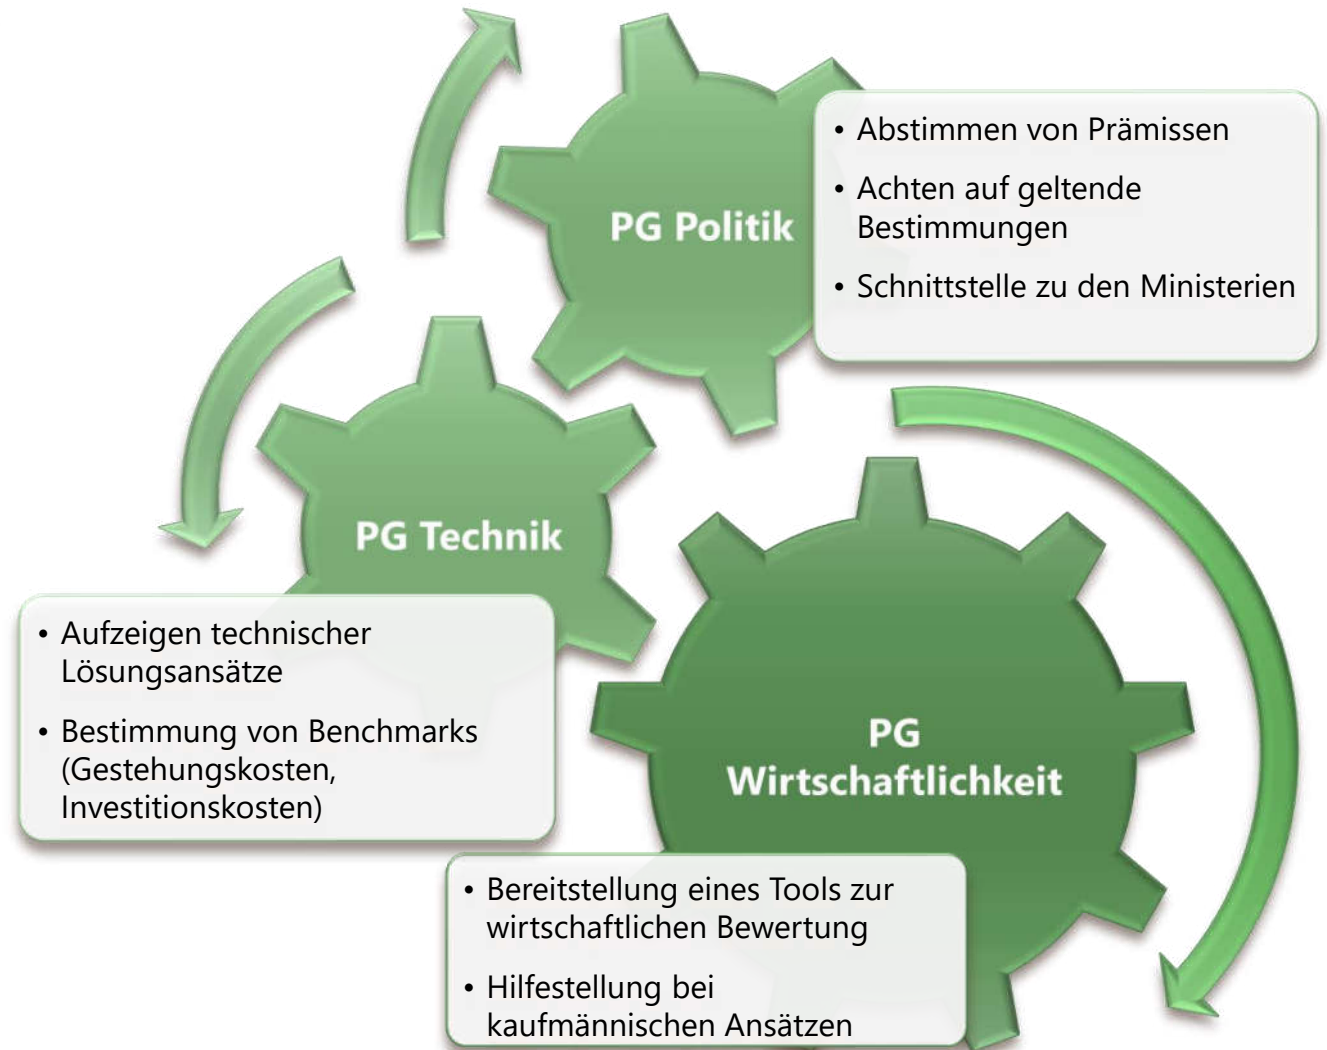 PG Politik
• Abstimmen von Prämissen
• Achten auf geltende
Bestimmungen
• Schnittstelle zu den Ministerien
PG Technik
• Aufzeigen technischer
Lösungsansätze
• Bestimmung von Benchmarks
(Gestehungskosten,
Investitionskosten)
PG
Wirtschaftlichkeit
• Bereitstellung eines Tools zur
wirtschaftlichen Bewertung
• Hilfestellung bei
kaufmännischen Ansätzen